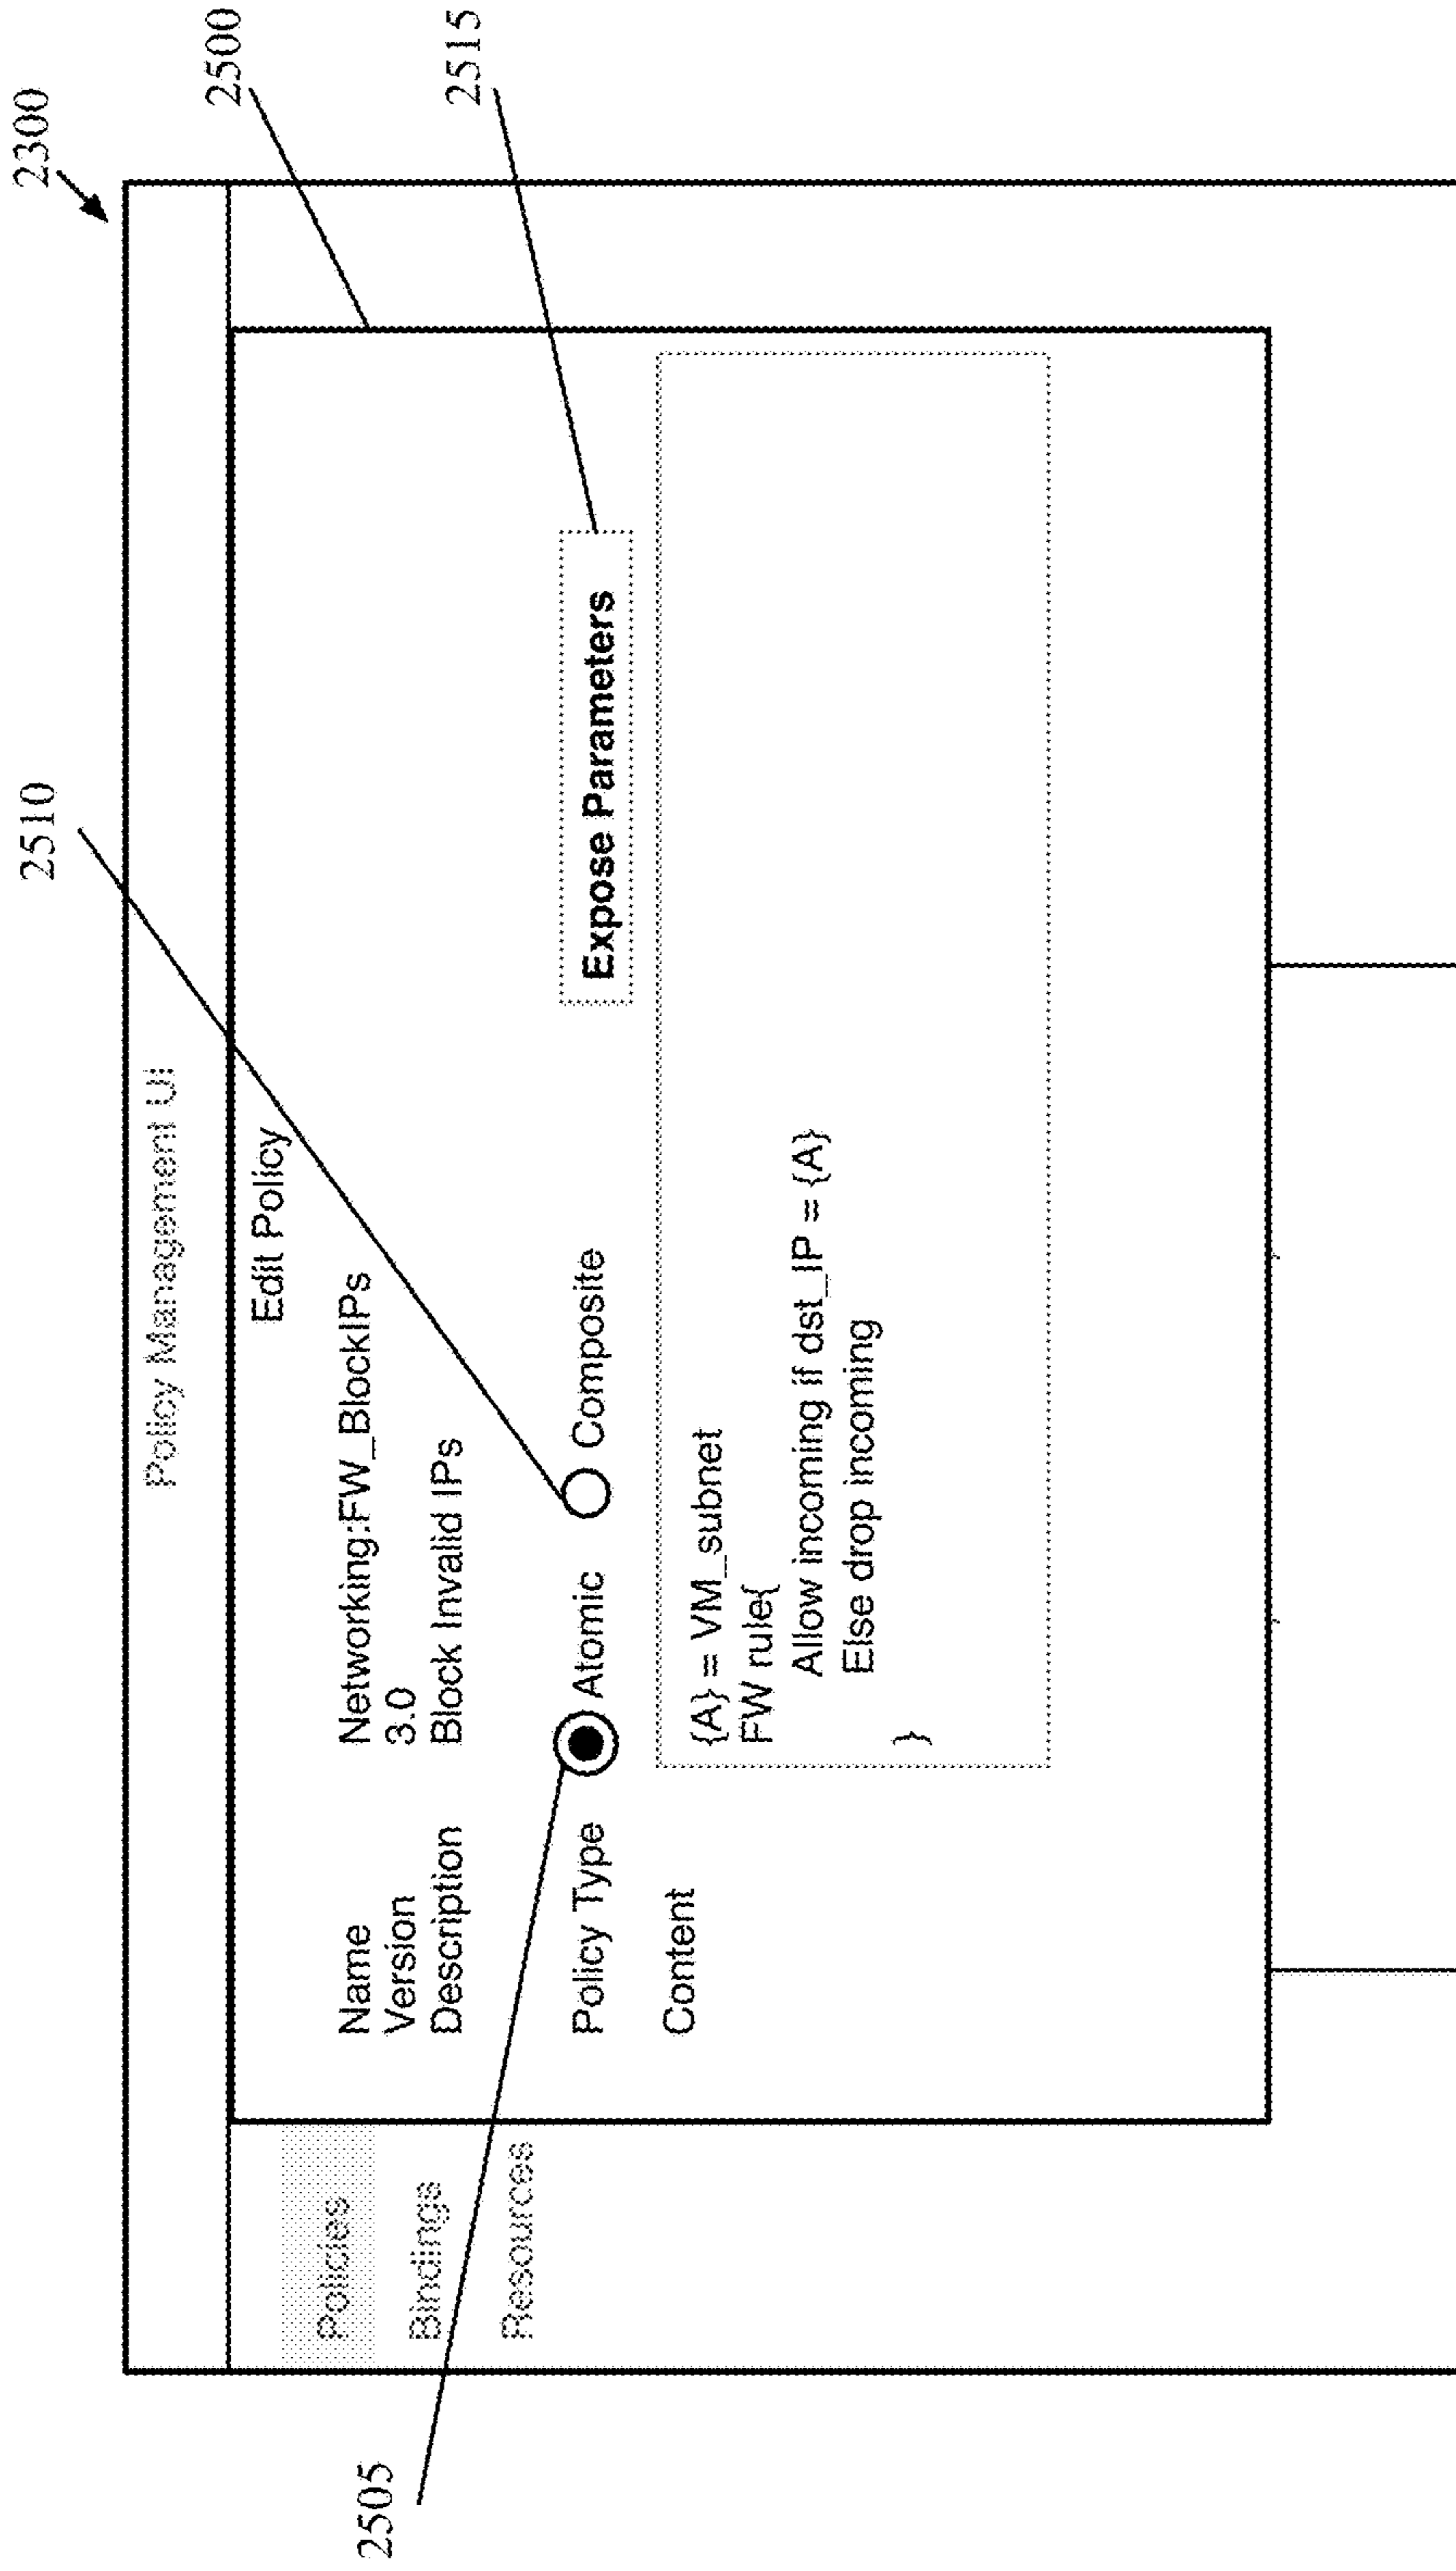 2300
2510
2500
2515
2505
Policy Management UI
Policies
Bindings
Resources
Edit Policy
Name Networking:FW_BlockIPs
Version 3.0
Description Block Invalid IPs
Policy Type Atomic Composite
Expose Parameters
Content
{A} = VM_subnet
FW rule{
Allow incoming if dst_IP = {A}
Else drop incoming
}